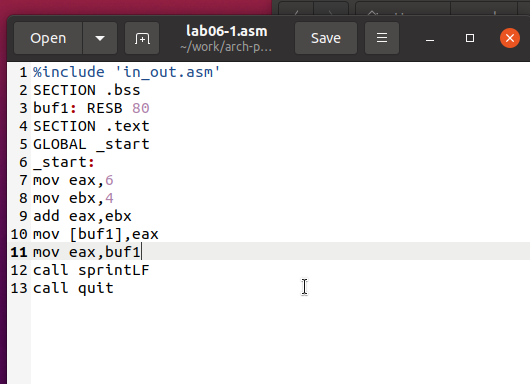 Open
lab06-1.asm
~/work/arch-p...
Save
1 %include 'in_out.asm'
2 SECTION .bss
3 buf1: RESB 80
4 SECTION .text
5 GLOBAL _start
6 _start:
7 mov eax,6
8 mov ebx,4
9 add eax,ebx
10 mov [buf1],eax
11 mov eax,buf1
12 call sprintLF
13 call quit